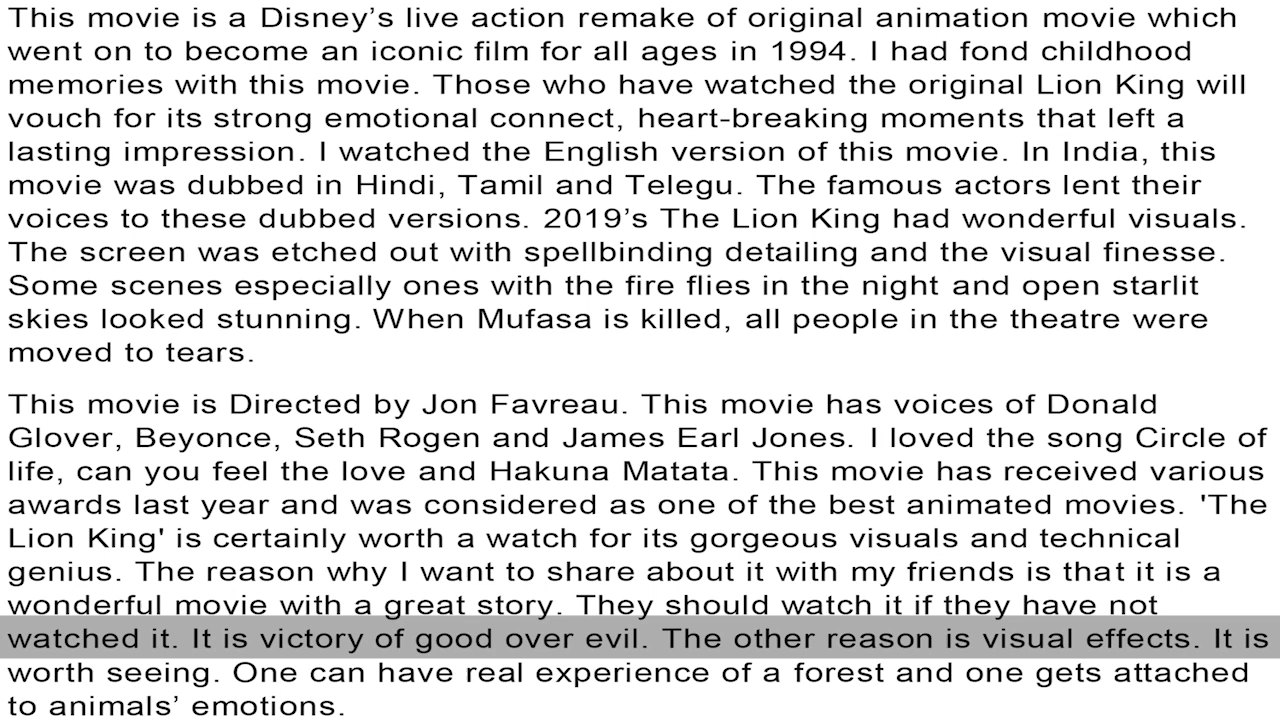 This movie is a Disney’s live action remake of original animation movie which
went on to become an iconic film for all ages in 1994. I had fond childhood
memories with this movie. Those who have watched the original Lion King will
vouch for its strong emotional connect, heart-breaking moments that left a
lasting impression. I watched the English version of this movie. In India, this
movie was dubbed in Hindi, Tamil and Telegu. The famous actors lent their
voices to these dubbed versions. 2019’s The Lion King had wonderful visuals.
The screen was etched out with spellbinding detailing and the visual finesse.
Some scenes especially ones with the fire flies in the night and open starlit
skies looked stunning. When Mufasa is killed, all people in the theatre were
moved to tears.
This movie is Directed by Jon Favreau. This movie has voices of Donald
Glover, Beyonce, Seth Rogen and James Earl Jones. I loved the song Circle of
life, can you feel the love and Hakuna Matata. This movie has received various
awards last year and was considered as one of the best animated movies. 'The
Lion King' is certainly worth a watch for its gorgeous visuals and technical
genius. The reason why I want to share about it with my friends is that it is a
wonderful movie with a great story. They should watch it if they have not
watched it. It is victory of good over evil. The other reason is visual effects. It is
worth seeing. One can have real experience of a forest and one gets attached
to animals’ emotions.